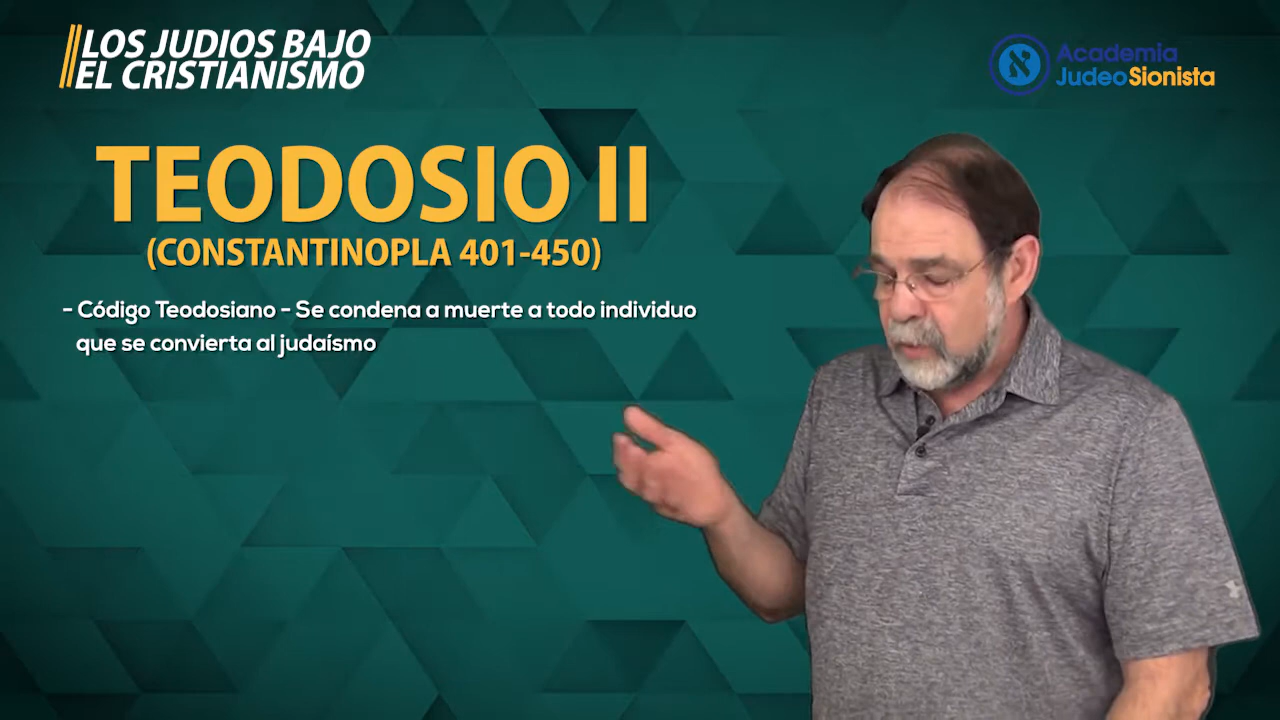 LOS JUDIOS BAJO
EL CRISTIANISMO
א Academia
JudeoSionista
TEODOSIO II
(CONSTANTINOPLA 401-450)
- Código Teodosiano - Se condena a muerte a todo individuo
que se convierta al judaísmo